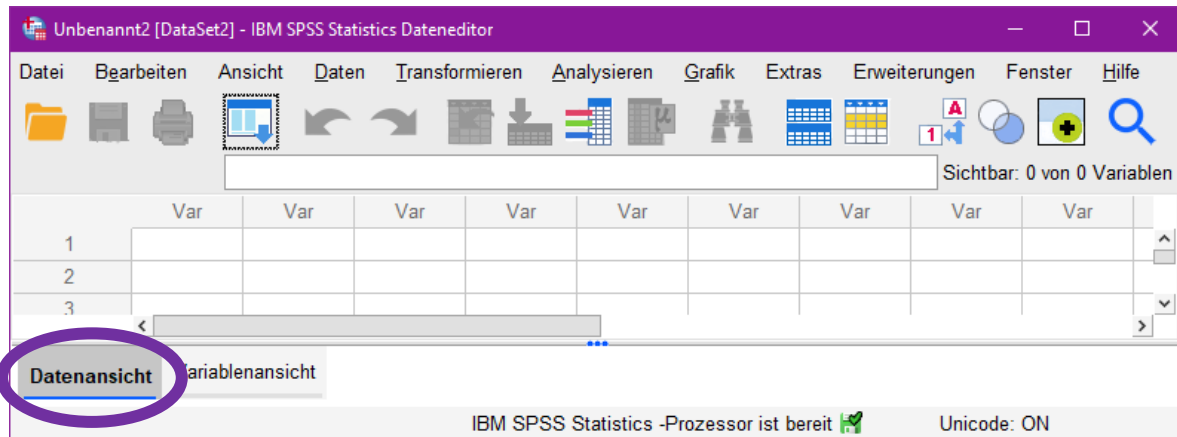 Unbenannt2 [DataSet2] - IBM SPSS Statistics Dateneditor
Datei Bearbeiten Ansicht Daten Transformieren Analysieren Grafik Extras Erweiterungen Fenster Hilfe
µ A 1
Sichtbar: 0 von 0 Variablen
Var Var Var Var Var Var Var Var Var
1
2
3
Datenansicht Variablenansicht
IBM SPSS Statistics -Prozessor ist bereit Unicode: ON